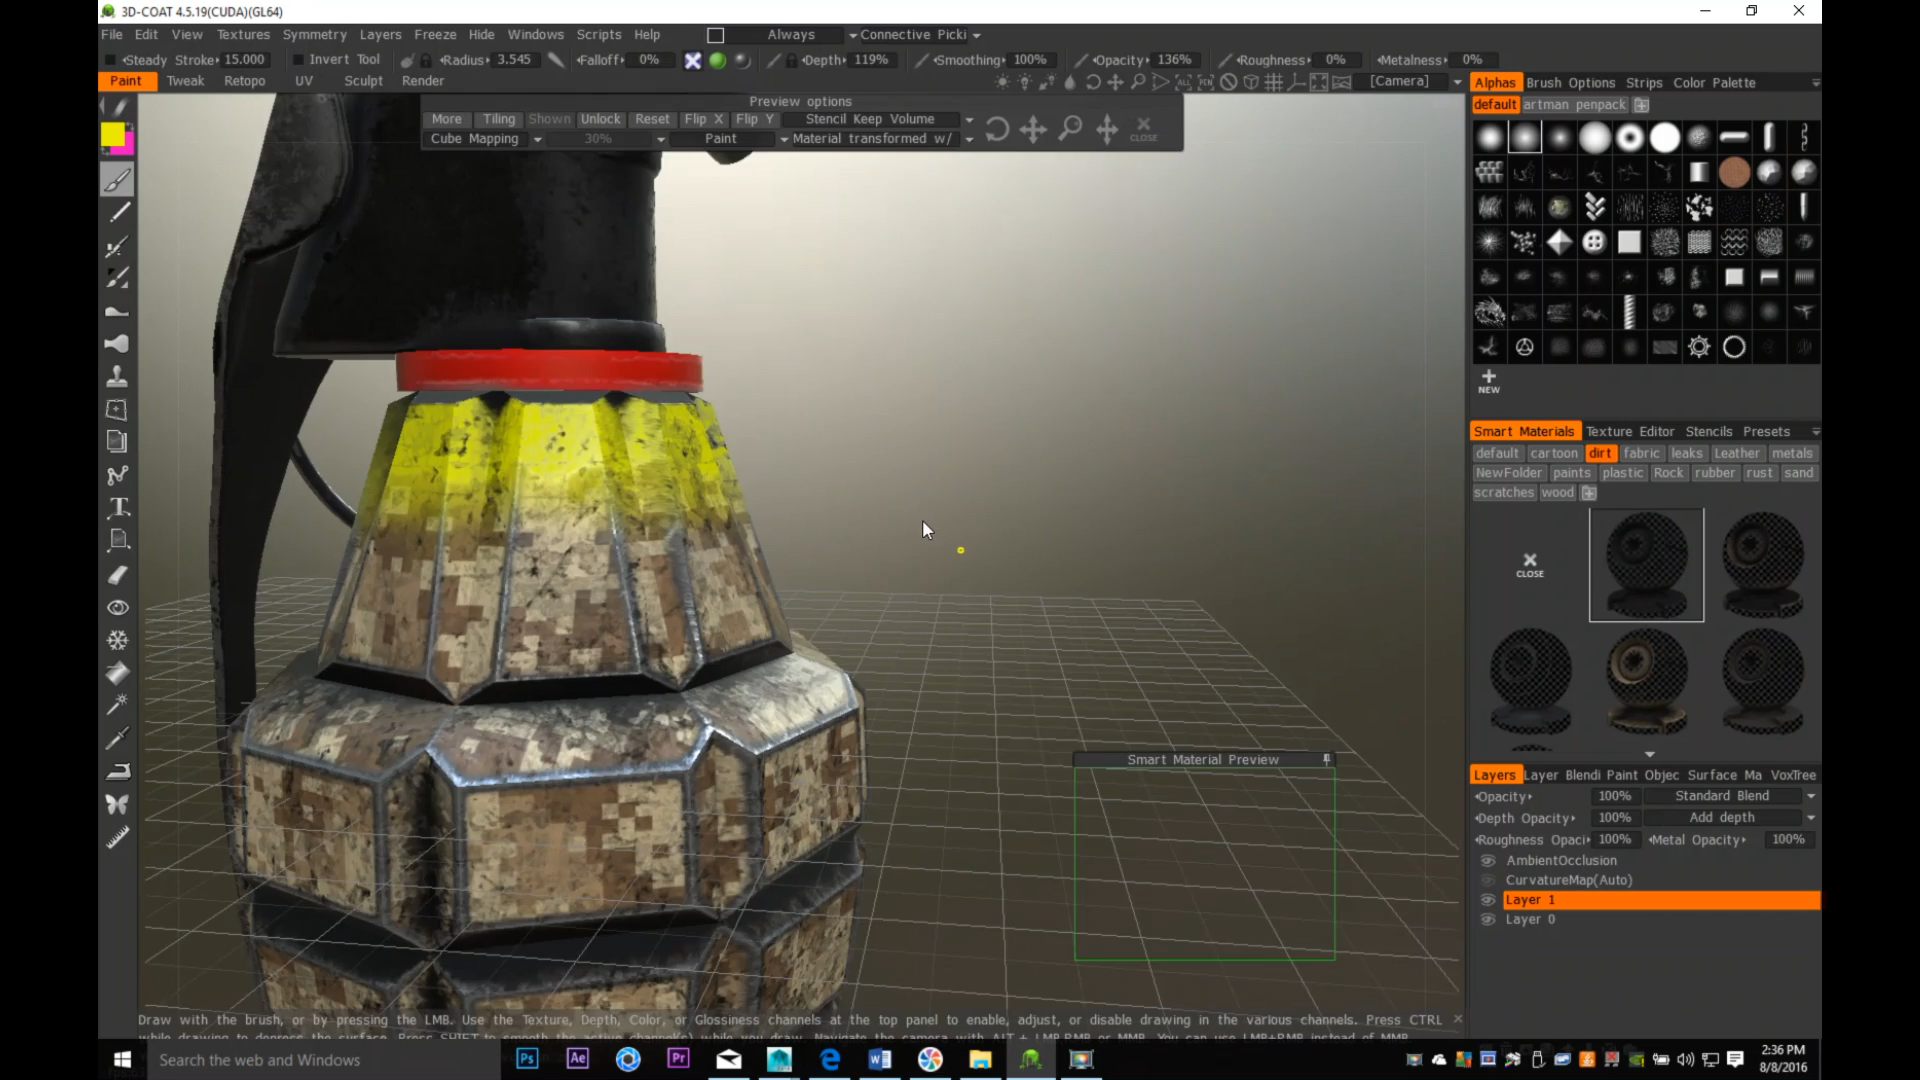 3D-COAT 4.5.19(CUDA)(GL64)
File Edit View Textures Symmetry Layers Freeze Hide Windows Scripts Help Always Connective Picki
Steady Stroke 15.000 Invert Tool Radius 3.545 Falloff 0% Depth 119% Smoothing 100% Opacity 136% Roughness 0% Metalness 0%
Paint Tweak Retopo UV Sculpt Render [Camera]
Alphas Brush Options Strips Color Palette
default artman penpack
Preview options
More Tiling Shown Unlock Reset Flip X Flip Y Stencil Keep Volume
Cube Mapping 30% Paint Material transformed w/ CLOSE
NEW
Smart Materials Texture Editor Stencils Presets
default cartoon dirt fabric leaks Leather metals
NewFolder paints plastic Rock rubber rust sand
scratches wood
CLOSE
Smart Material Preview
Layers Layer Blendi Paint Objec Surface Ma VoxTree
Opacity 100% Standard Blend
Depth Opacity 100% Add depth
Roughness Opaci 100% Metal Opacity 100%
AmbientOcclusion
CurvatureMap(Auto)
Layer 1
Layer 0
Draw with the brush, or by pressing the LMB. Use the Texture, Depth, Color, or Glossiness channels at the top panel to enable, adjust, or disable drawing in the various channels. Press CTRL
Search the web and Windows
Ps Ae Pr
2:36 PM
8/8/2016